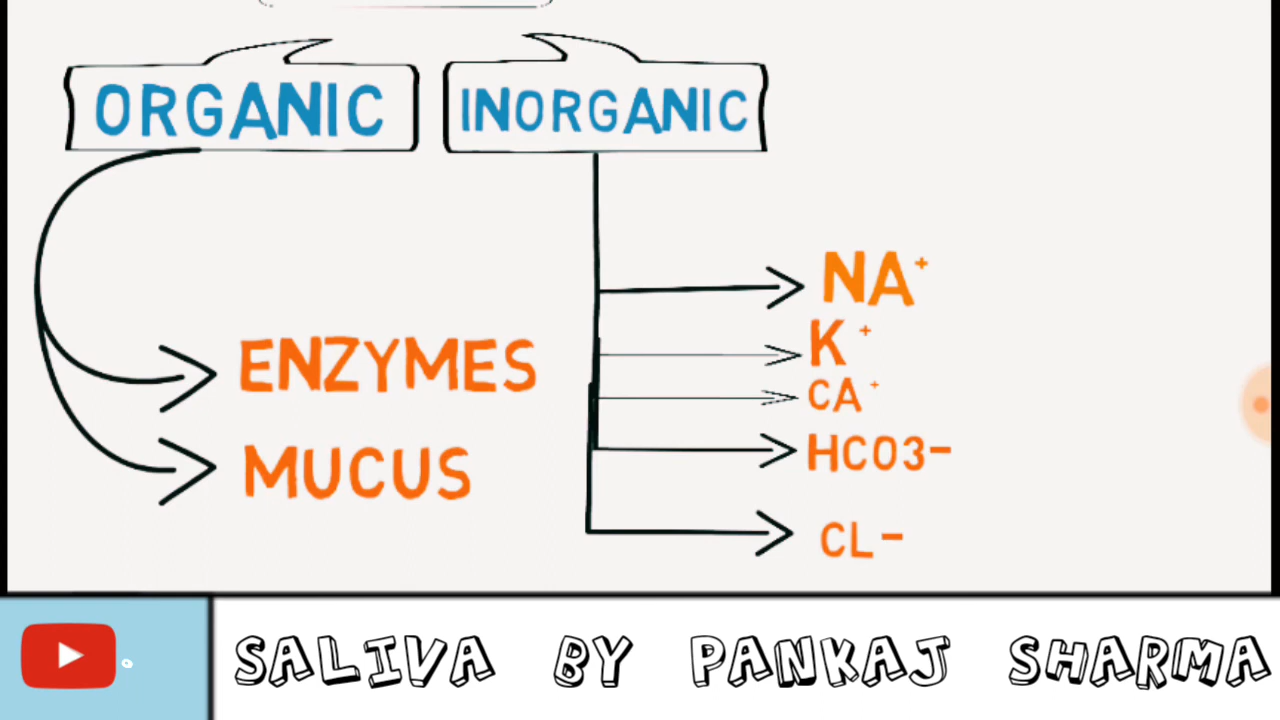 ORGANIC
INORGANIC
ENZYMES
MUCUS
NA⁺
K⁺
CA⁺
HCO3-
CL-
SALIVA BY PANKAJ SHARMA